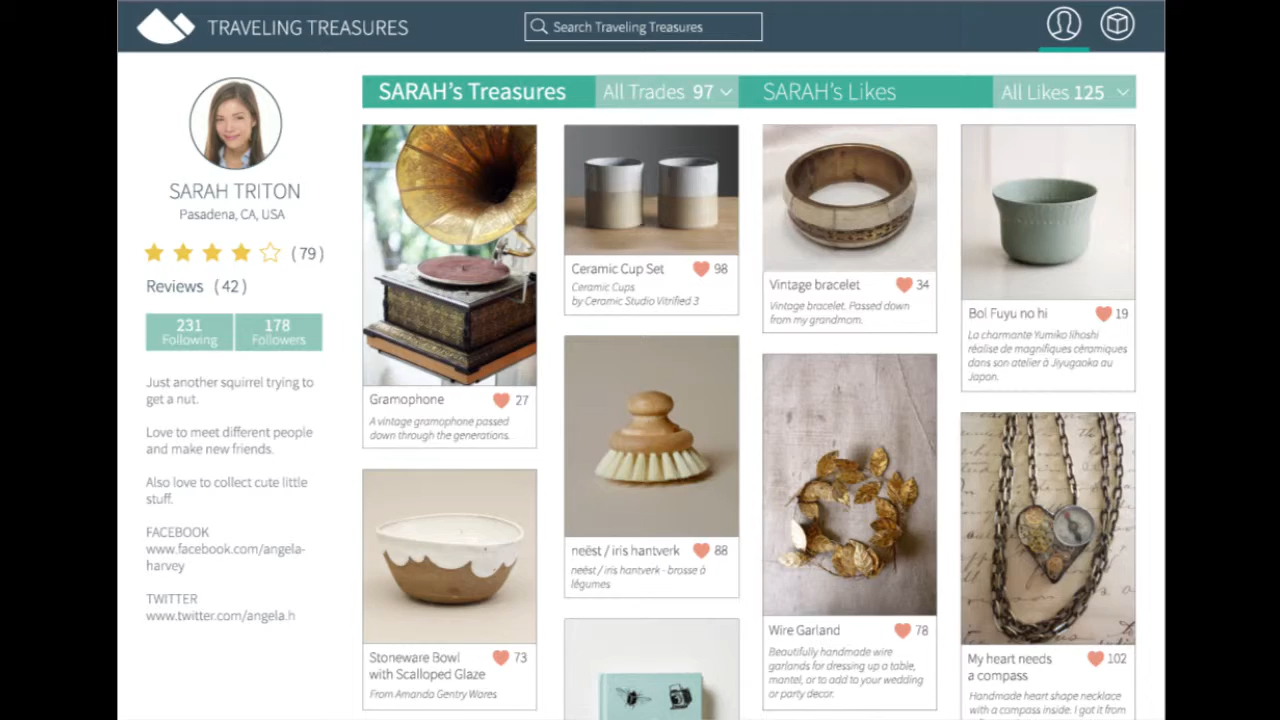 TRAVELING TREASURES
Search Traveling Treasures
SARAH TRITON
Pasadena, CA, USA
( 79 )
Reviews ( 42 )
231
Following
178
Followers
Just another squirrel trying to
get a nut.
Love to meet different people
and make new friends.
Also love to collect cute little
stuff.
FACEBOOK
www.facebook.com/angela-
harvey
TWITTER
www.twitter.com/angela.h
SARAH's Treasures
All Trades 97
SARAH's Likes
All Likes 125
Gramophone 27
A vintage gramophone passed
down through the generations.
Stoneware Bowl 73
with Scalloped Glaze
From Amanda Gentry Wares
Ceramic Cup Set 98
Ceramic Cups
by Ceramic Studio Vitrified 3
neëst / iris hantverk 88
neëst / iris hantverk - brosse à
légumes
Vintage bracelet 34
Vintage bracelet. Passed down
from my grandmom.
Wire Garland 78
Beautifully handmade wire
garlands for dressing up a table,
mantel, or to add to your wedding
or party decor.
Bol Fuyu no hi 19
La charmante Yumiko Iihoshi
réalise de magnifiques céramiques
dans son atelier à Jiyugaoka au
Japon.
My heart needs 102
a compass
Handmade heart shape necklace
with a compass inside. I got it from